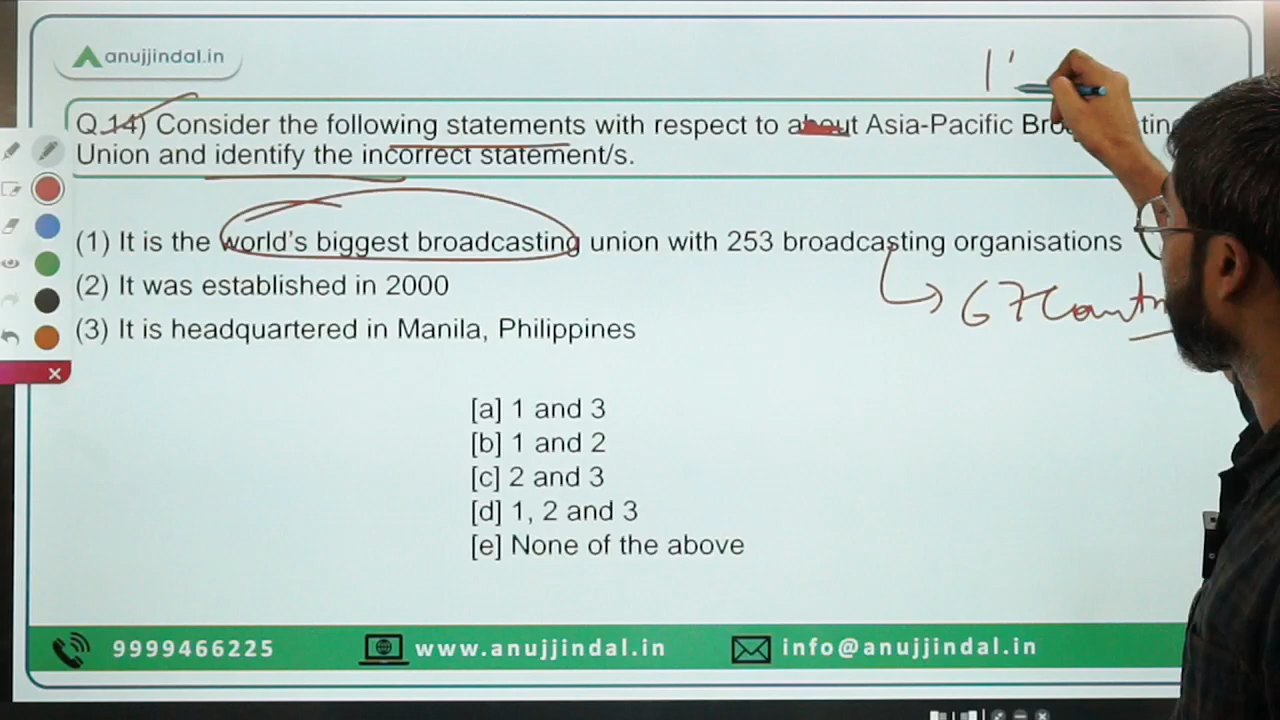 anujjindal.in
Q.14) Consider the following statements with respect to about Asia-Pacific
Union and identify the incorrect statement/s.
(1) It is the world's biggest broadcasting union with 253 broadcasting organisations
67
(2) It was established in 2000
(3) It is headquartered in Manila, Philippines
[a] 1 and 3
[b] 1 and 2
[c] 2 and 3
[d] 1, 2 and 3
[e] None of the above
9999466225
www.anujjindal.in
info@anujjindal.in